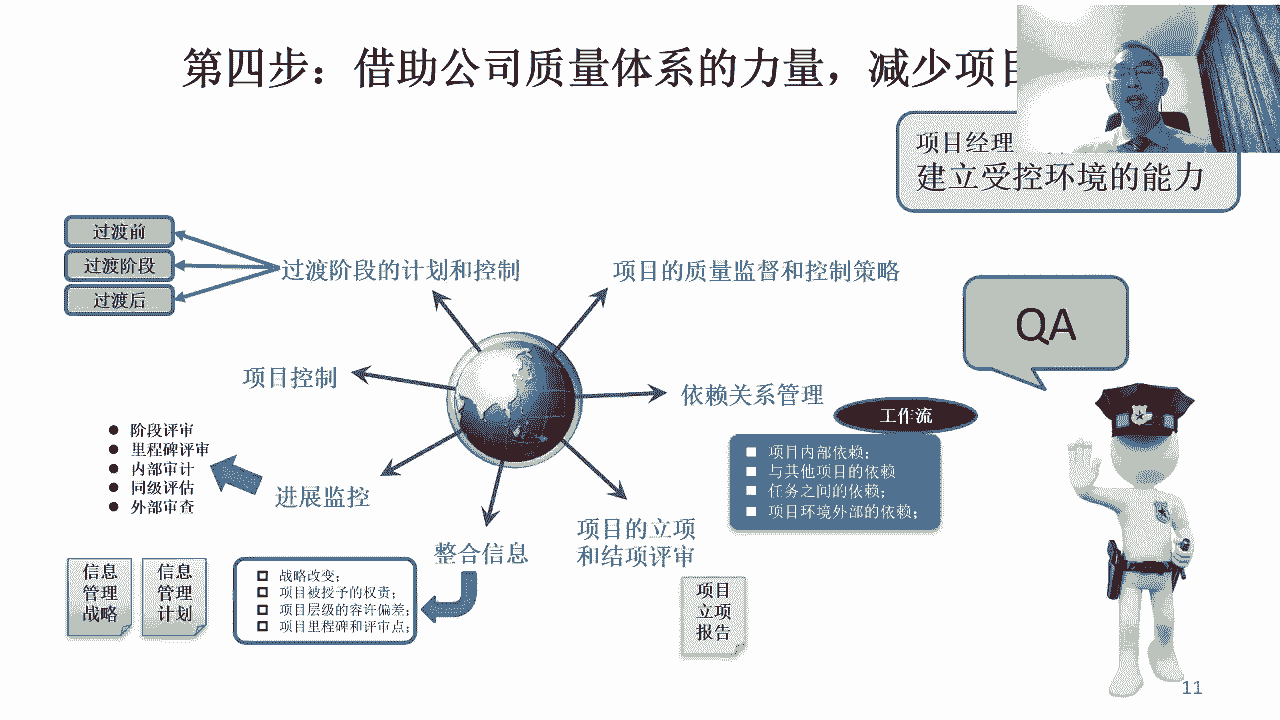 第四步：借助公司质量体系的力量，减少项目
项目经理
建立受控环境的能力
过渡前
过渡阶段
过渡后
过渡阶段的计划和控制
项目的质量监督和控制策略
QA
项目控制
依赖关系管理
工作流
■ 项目内部依赖；
■ 与其他项目的依赖
■ 任务之间的依赖；
■ 项目环境外部的依赖；
● 阶段评审
● 里程碑评审
● 内部审计
● 同级评估
● 外部审查
进展监控
整合信息
项目的立项
和结项评审
信息
管理
战略
信息
管理
计划
□ 战略改变；
□ 项目被授予的权责；
□ 项目层级的容许偏差；
□ 项目里程碑和评审点；
项目
立项
报告
11